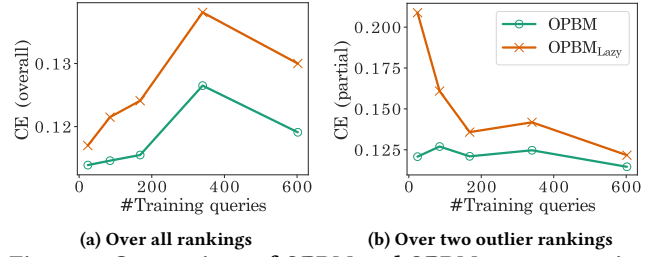 CE (overall)
0.13
0.12
0 200 400 600
#Training queries
(a) Over all rankings
CE (partial)
0.200
0.175
0.150
0.125
0 200 400 600
#Training queries
OPBM
OPBM_Lazy
(b) Over two outlier rankings